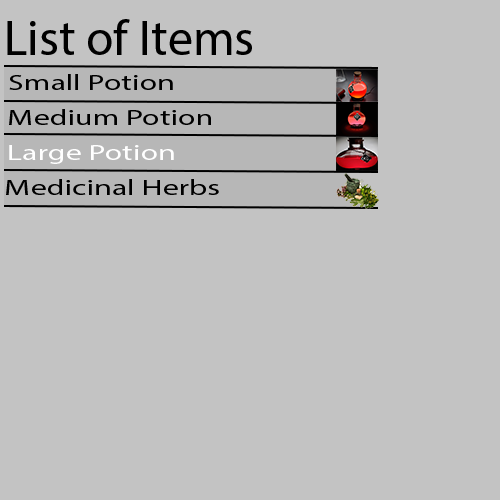 List of Items
Small Potion
Medium Potion
Large Potion
Medicinal Herbs